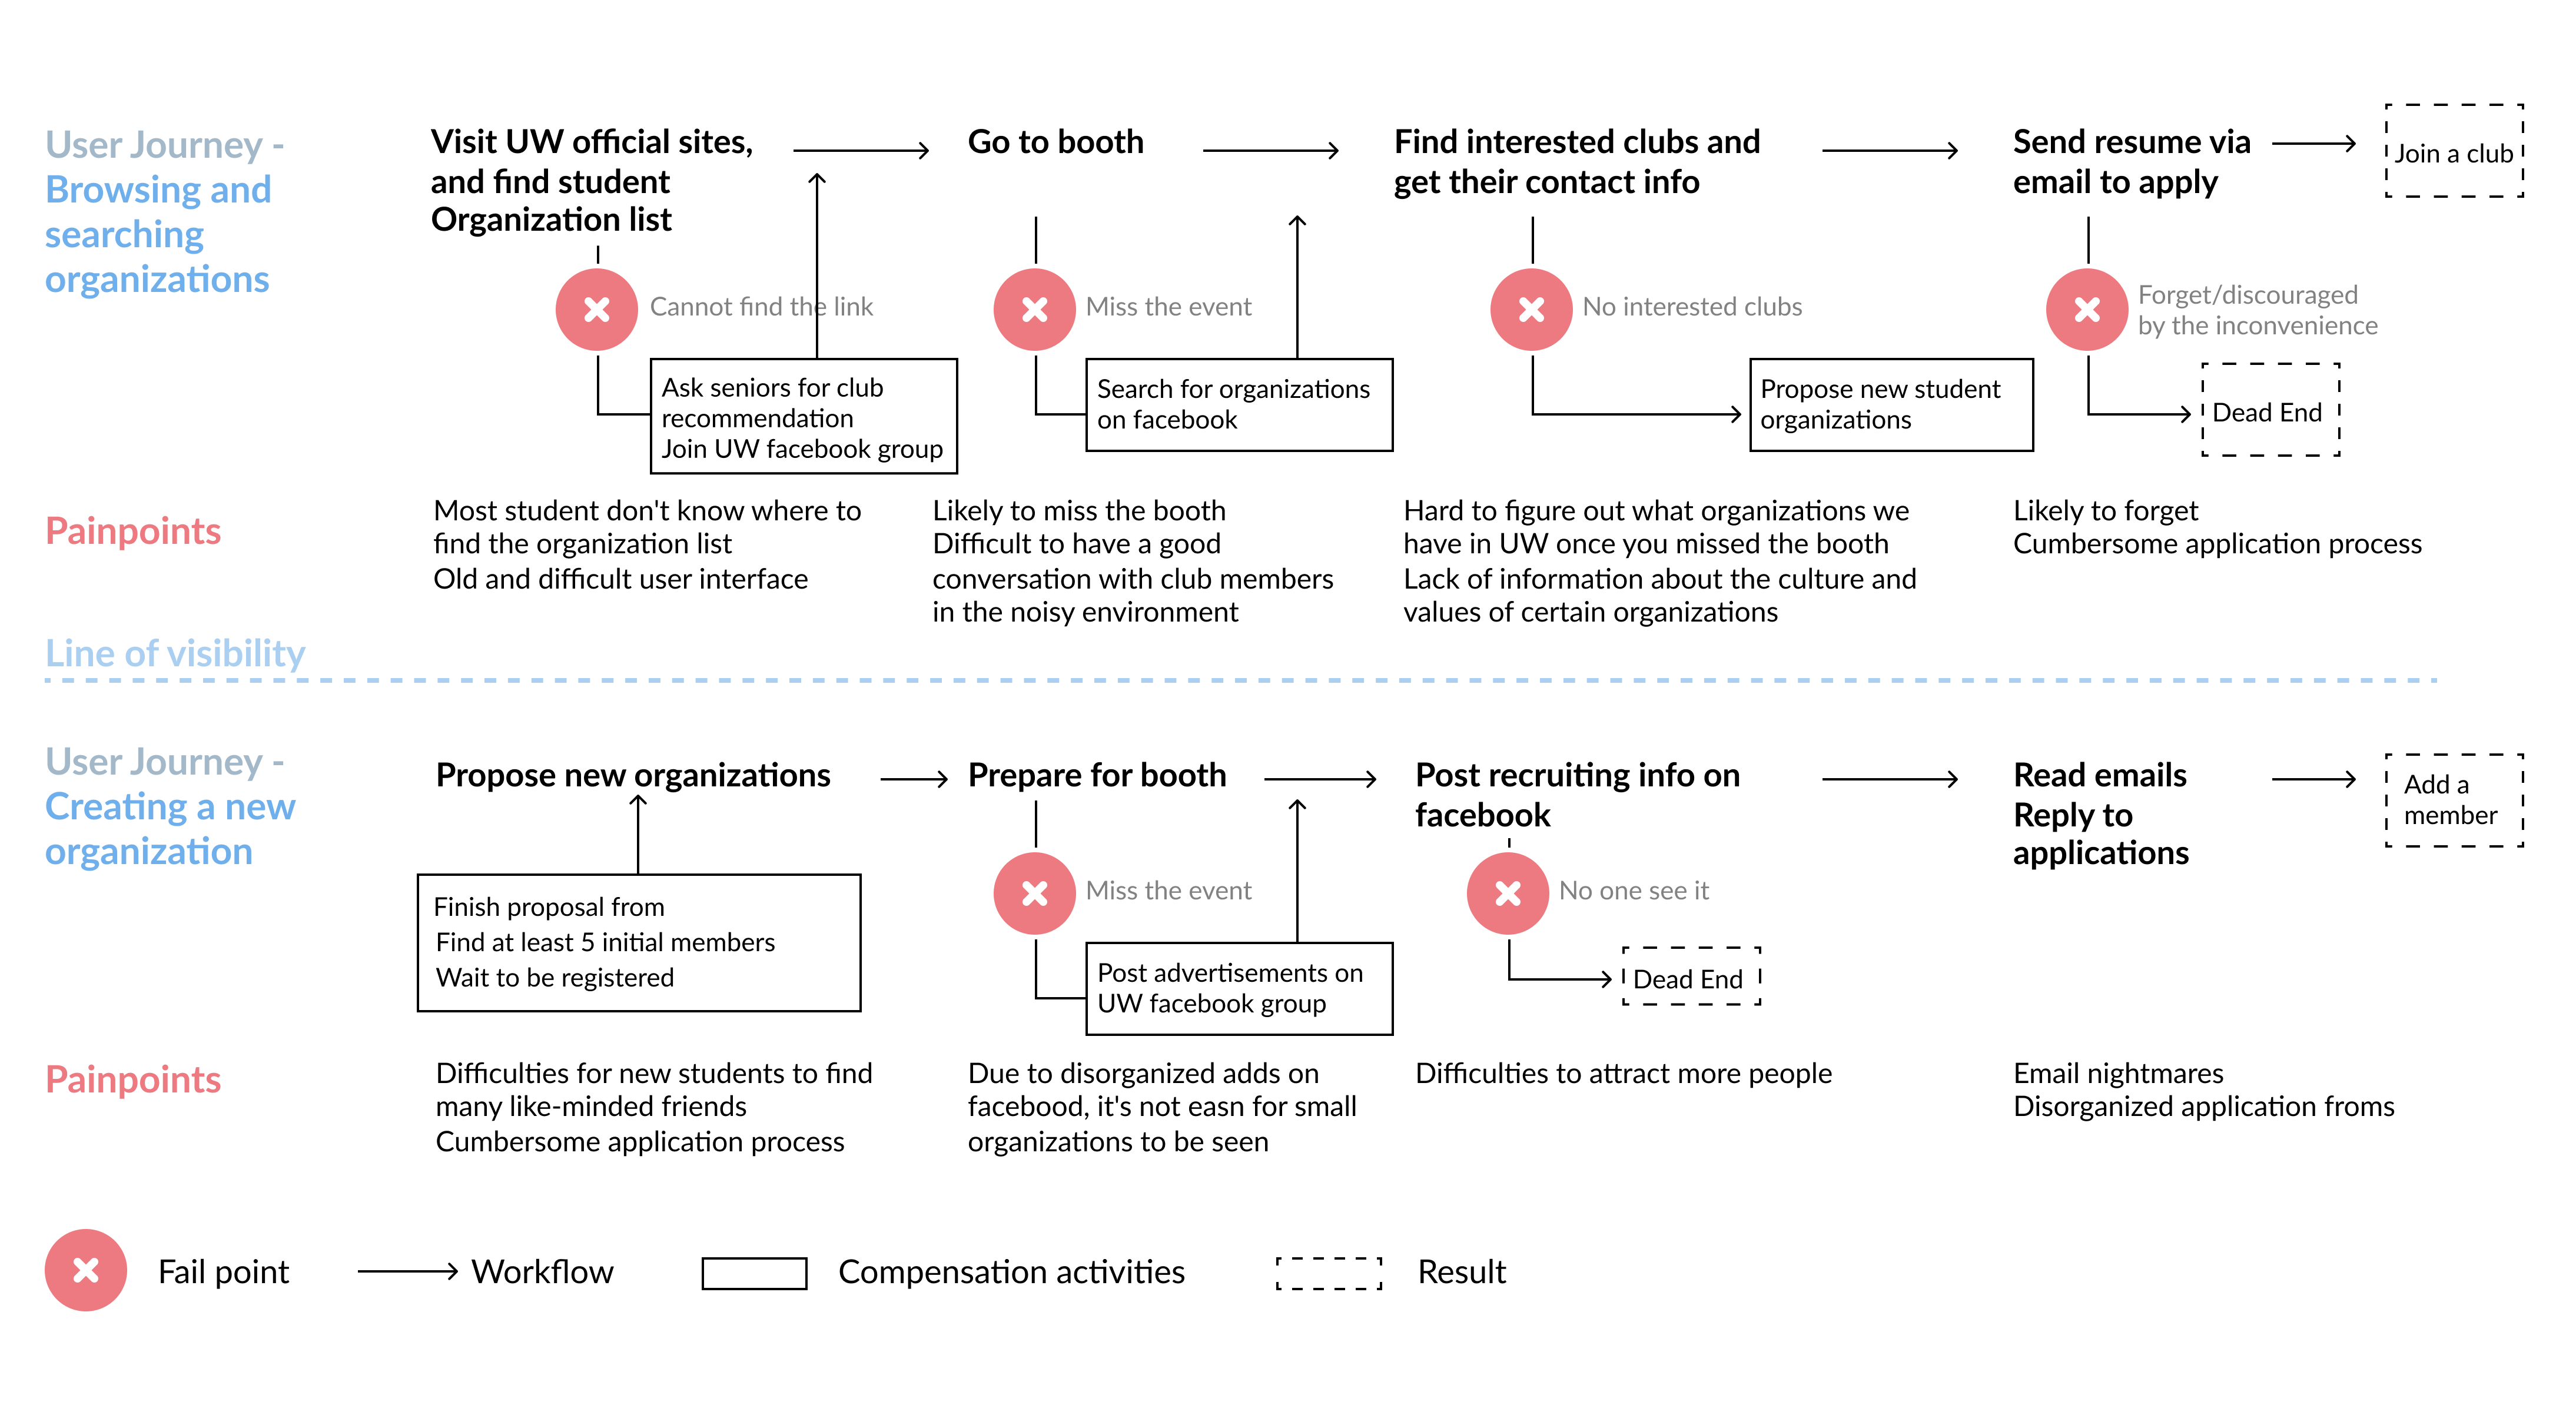 User Journey -
Browsing and
searching
organizations
Visit UW official sites,
and find student
Organization list
Go to booth
Find interested clubs and
get their contact info
Send resume via
email to apply
Join a club
Cannot find the link
Miss the event
No interested clubs
Forget/discouraged
by the inconvenience
Ask seniors for club
recommendation
Join UW facebook group
Search for organizations
on facebook
Propose new student
organizations
Dead End
Painpoints
Most student don't know where to
find the organization list
Old and difficult user interface
Likely to miss the booth
Difficult to have a good
conversation with club members
in the noisy environment
Hard to figure out what organizations we
have in UW once you missed the booth
Lack of information about the culture and
values of certain organizations
Likely to forget
Cumbersome application process
Line of visibility
User Journey -
Creating a new
organization
Propose new organizations
Prepare for booth
Post recruiting info on
facebook
Read emails
Reply to
applications
Add a
member
Finish proposal from
Find at least 5 initial members
Wait to be registered
Miss the event
Post advertisements on
UW facebook group
No one see it
Dead End
Painpoints
Difficulties for new students to find
many like-minded friends
Cumbersome application process
Due to disorganized adds on
facebood, it's not easn for small
organizations to be seen
Difficulties to attract more people
Email nightmares
Disorganized application froms
Fail point
Workflow
Compensation activities
Result